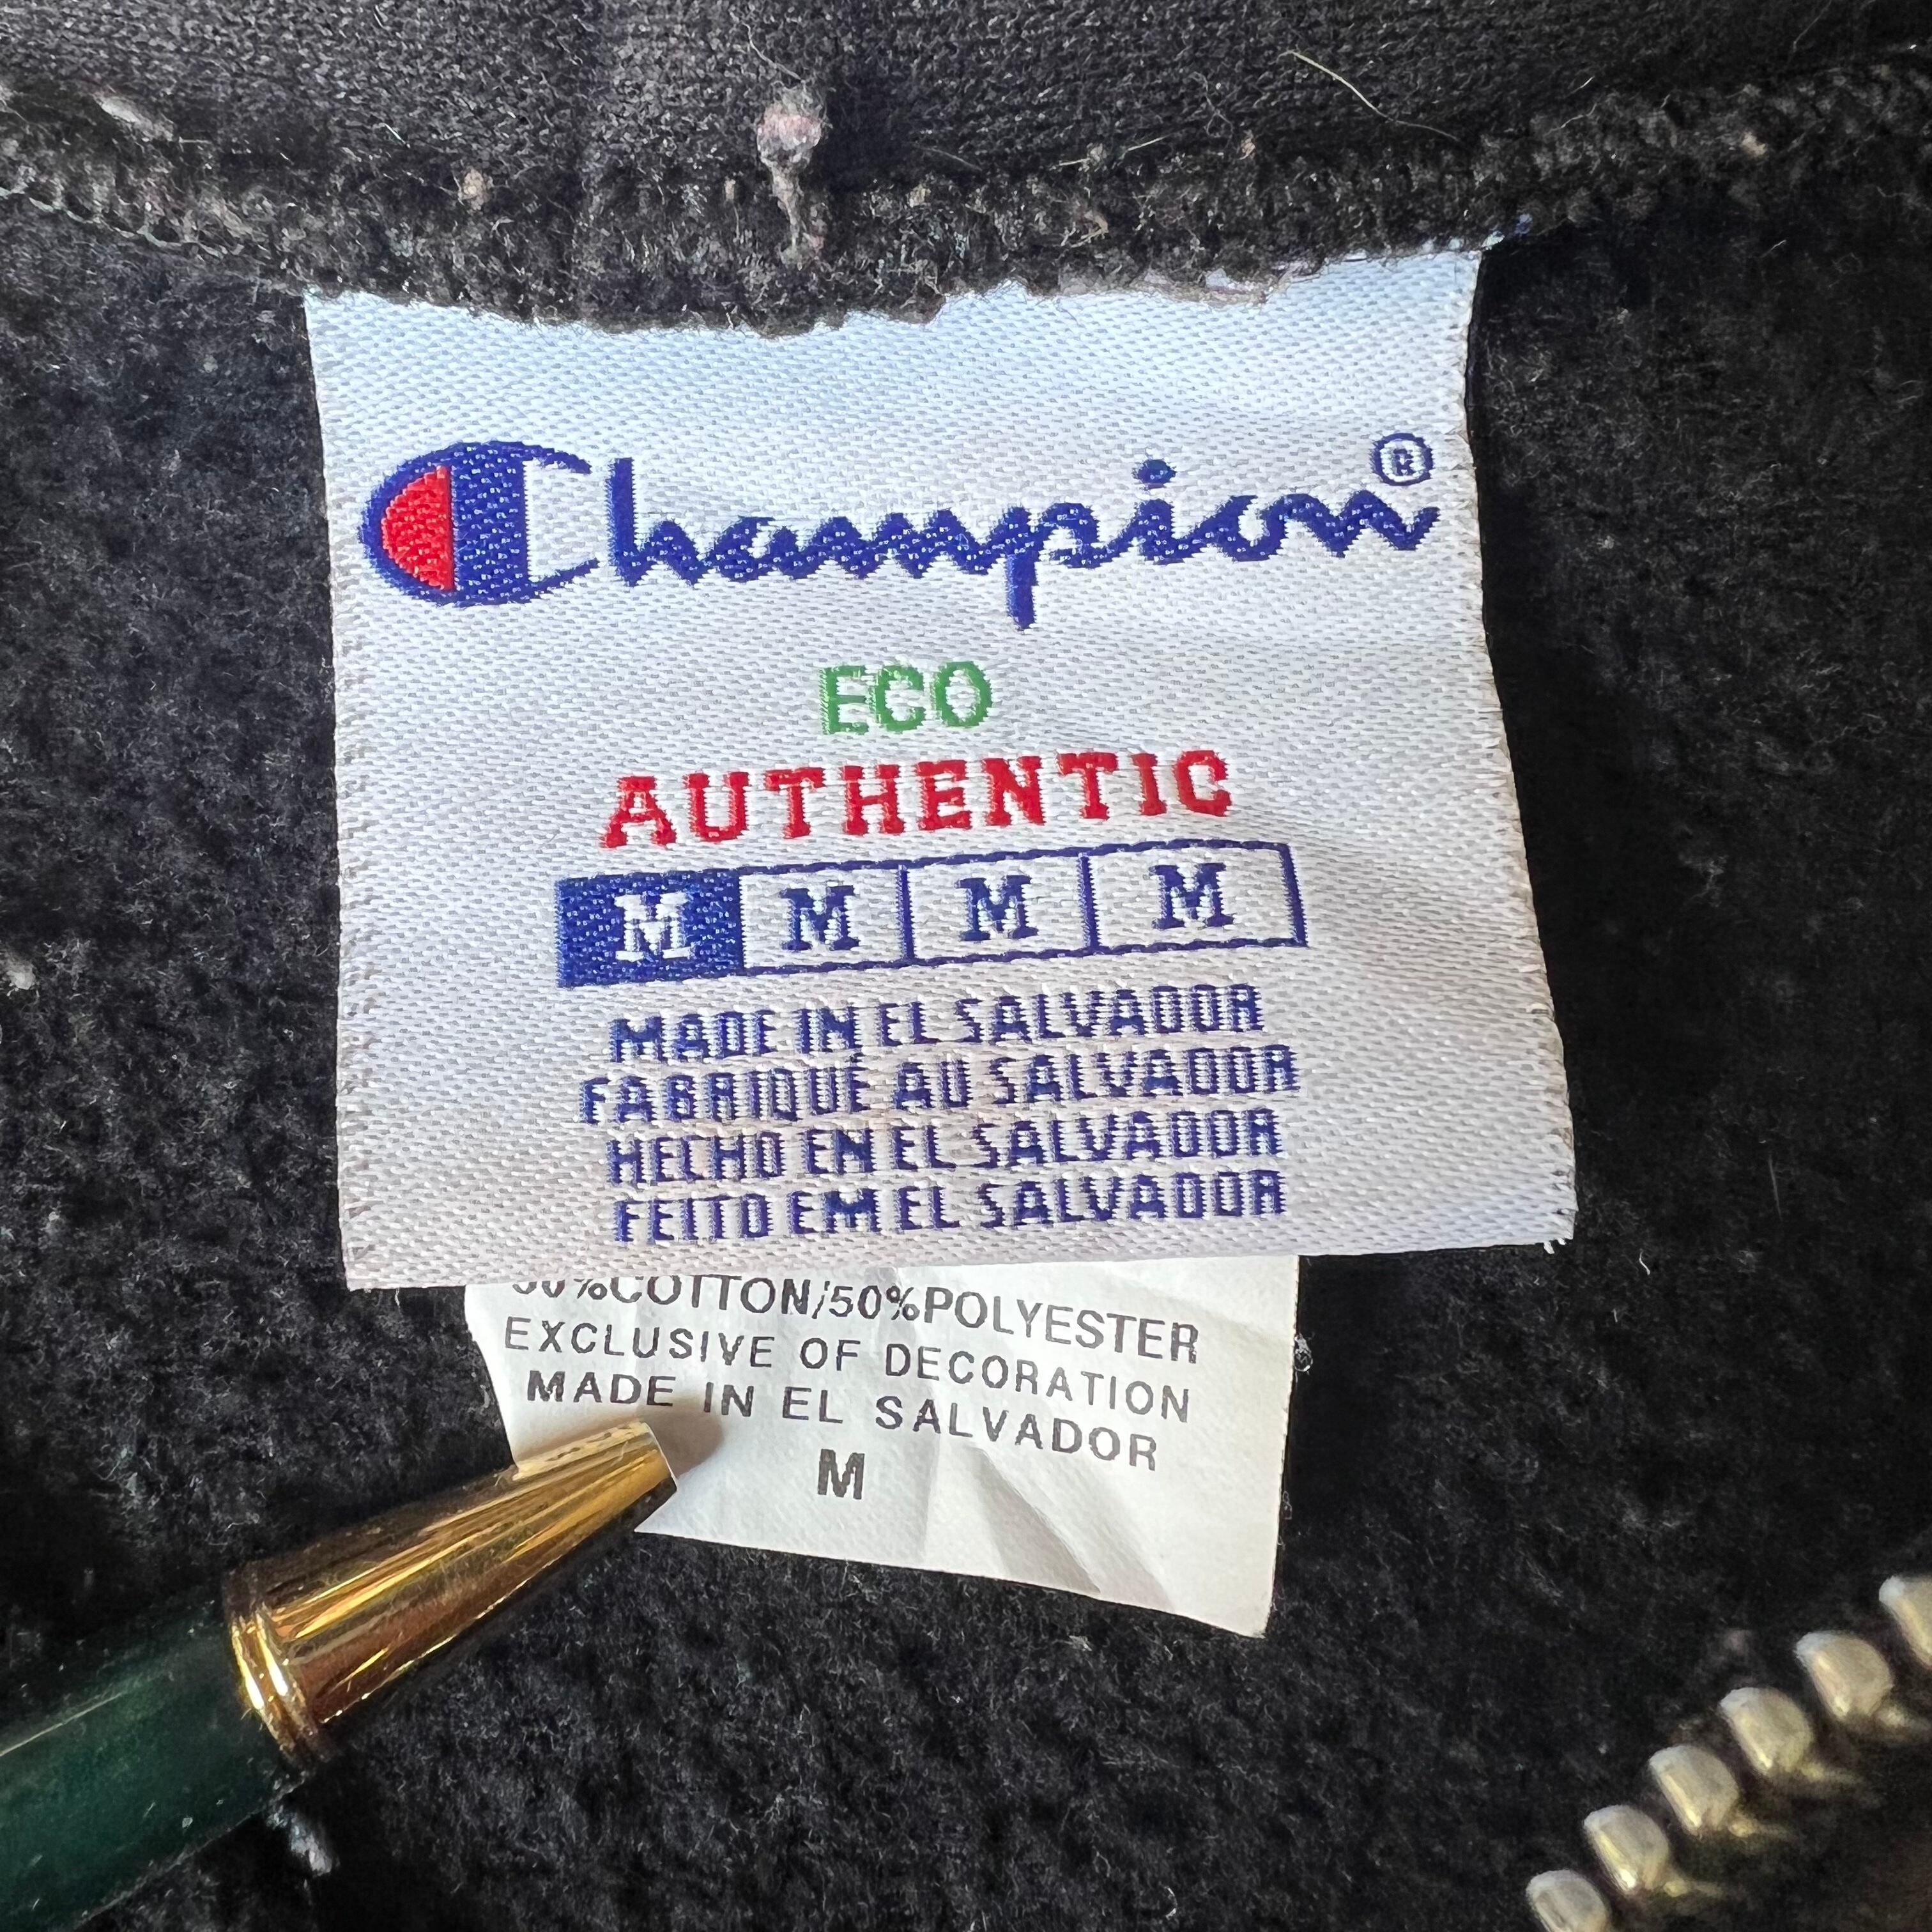 Champion®
ECO
AUTHENTIC
M M M M
MADE IN EL SALVADOR
FABRIQUÉ AU SALVADOR
HECHO EN EL SALVADOR
FEITO EM EL SALVADOR
50%COTTON/50%POLYESTER
EXCLUSIVE OF DECORATION
MADE IN EL SALVADOR
M